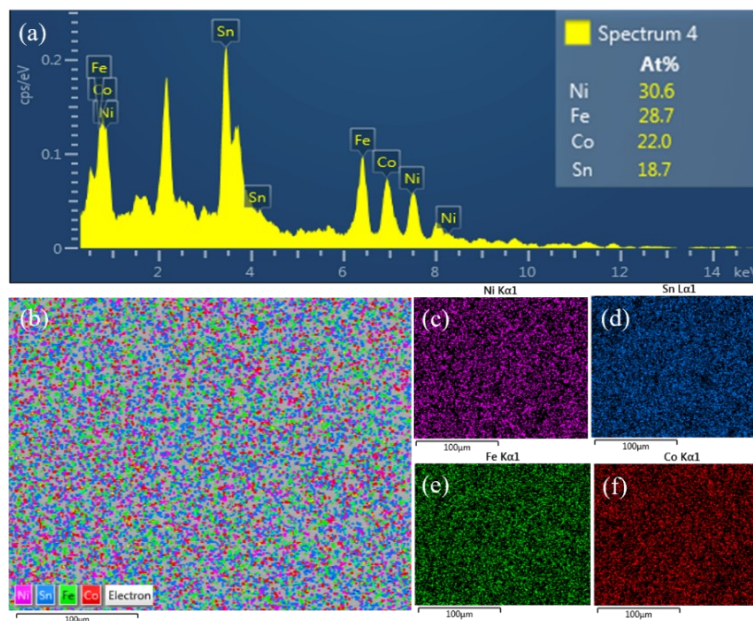 (a)
0.2
0.1
0
cps/eV
Fe
Co
Ni
Sn
Sn
Fe
Co
Ni
Ni
2
4
6
8
10
12
14
keV
Spectrum 4
At%
Ni 30.6
Fe 28.7
Co 22.0
Sn 18.7
(b)
Ni Sn Fe Co Electron
100μm
Ni Kα1
(c)
100μm
Sn Lα1
(d)
100μm
Fe Kα1
(e)
100μm
Co Kα1
(f)
100μm